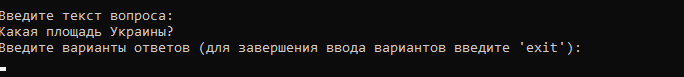 Введите текст вопроса:
Какая площадь Украины?
Введите варианты ответов (для завершения ввода вариантов введите 'exit'):